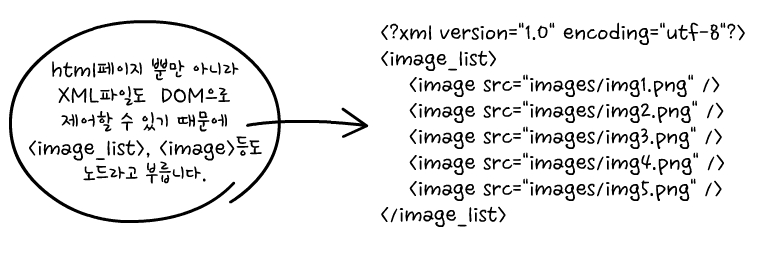 html페이지 뿐만 아니라
XML파일도 DOM으로
제어할 수 있기 때문에
<image_list>, <image>등도
노드라고 부릅니다.
<?xml version="1.0" encoding="utf-8"?>
<image_list>
<image src="images/img1.png" />
<image src="images/img2.png" />
<image src="images/img3.png" />
<image src="images/img4.png" />
<image src="images/img5.png" />
</image_list>